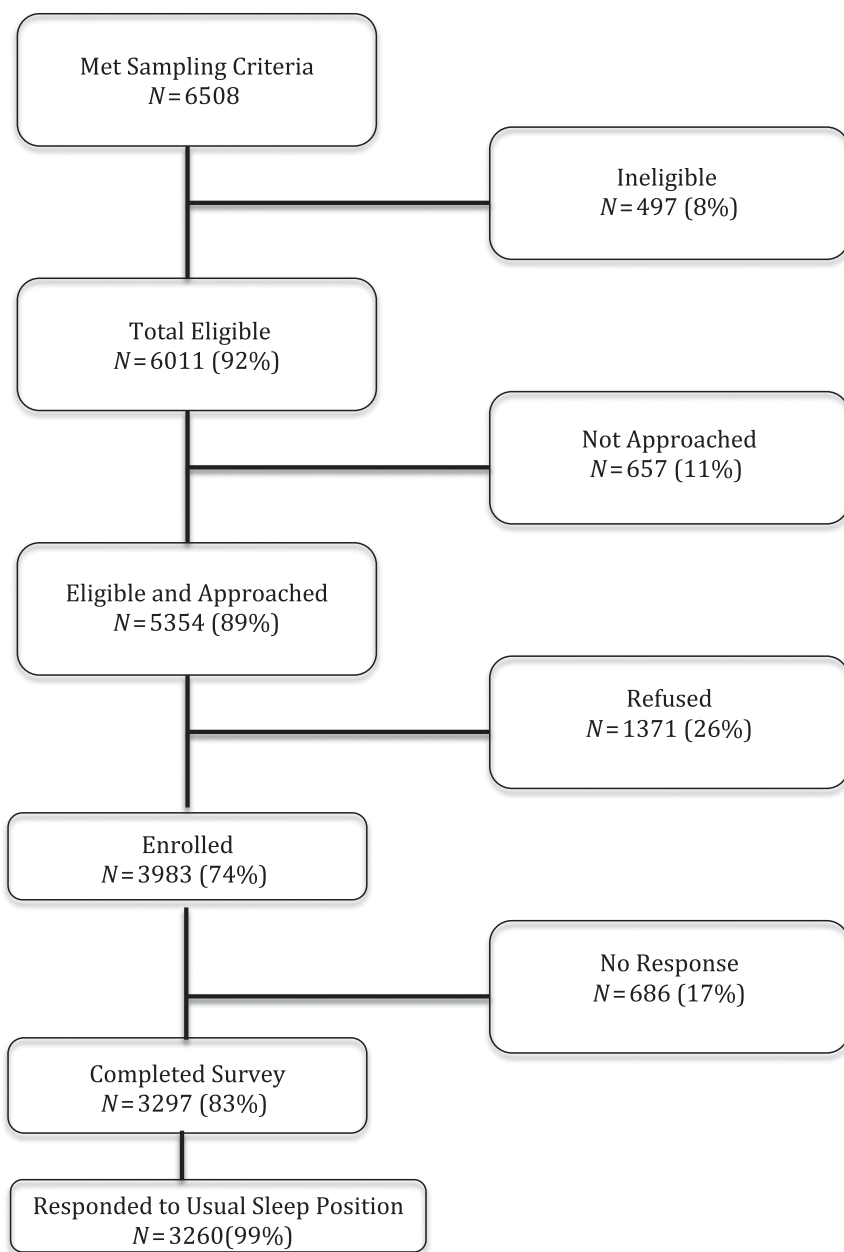 Met Sampling Criteria
N=6508
Ineligible
N=497 (8%)
Total Eligible
N=6011 (92%)
Not Approached
N=657 (11%)
Eligible and Approached
N=5354 (89%)
Refused
N=1371 (26%)
Enrolled
N=3983 (74%)
No Response
N=686 (17%)
Completed Survey
N=3297 (83%)
Responded to Usual Sleep Position
N=3260(99%)